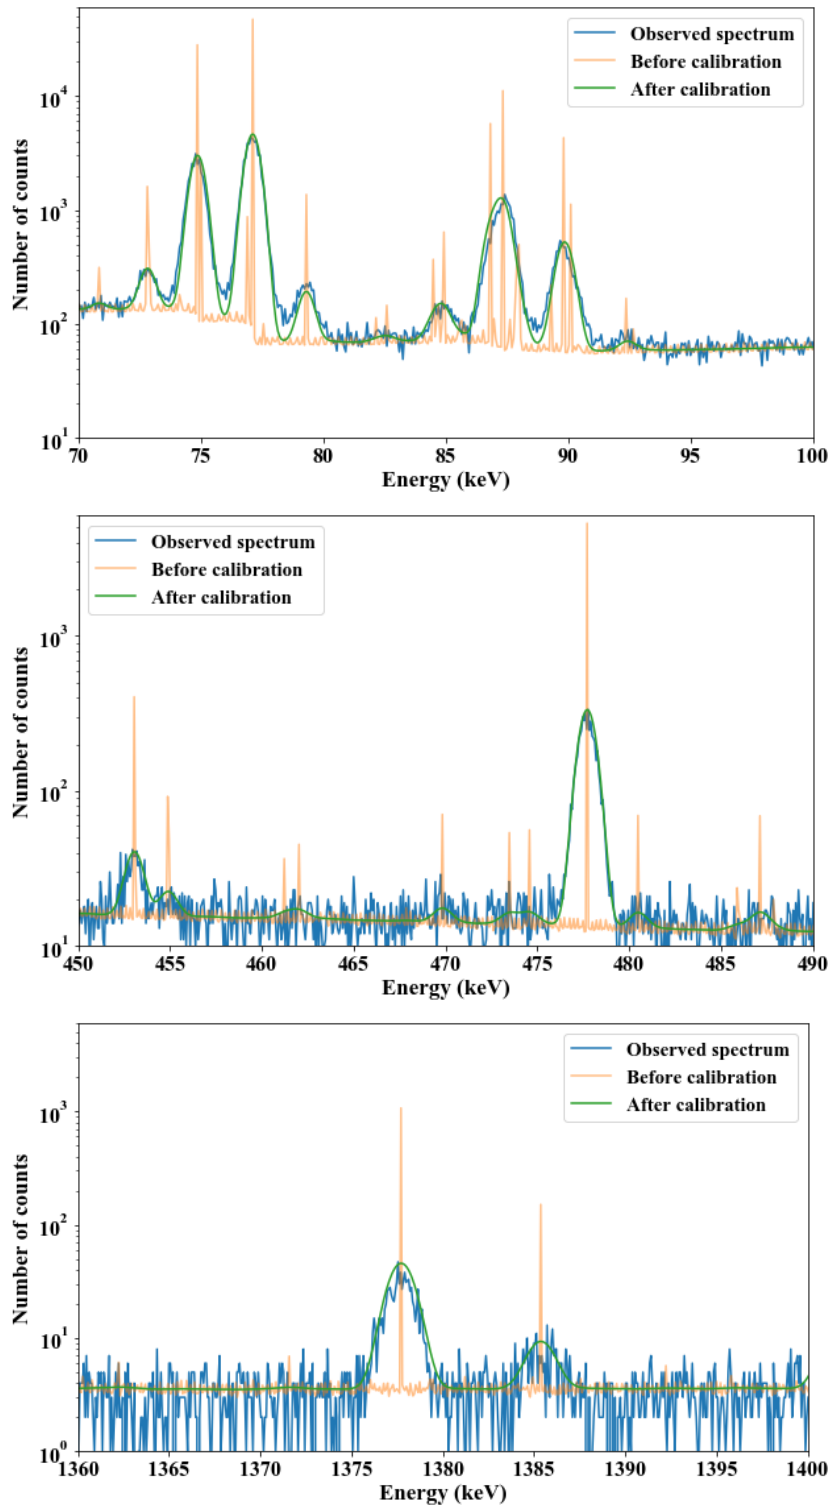 Observed spectrum
Before calibration
After calibration
Number of counts
10^4
10^3
10^2
10^1
70 75 80 85 90 95 100
Energy (keV)
Observed spectrum
Before calibration
After calibration
Number of counts
10^3
10^2
10^1
450 455 460 465 470 475 480 485 490
Energy (keV)
Observed spectrum
Before calibration
After calibration
Number of counts
10^3
10^2
10^1
10^0
1360 1365 1370 1375 1380 1385 1390 1395 1400
Energy (keV)